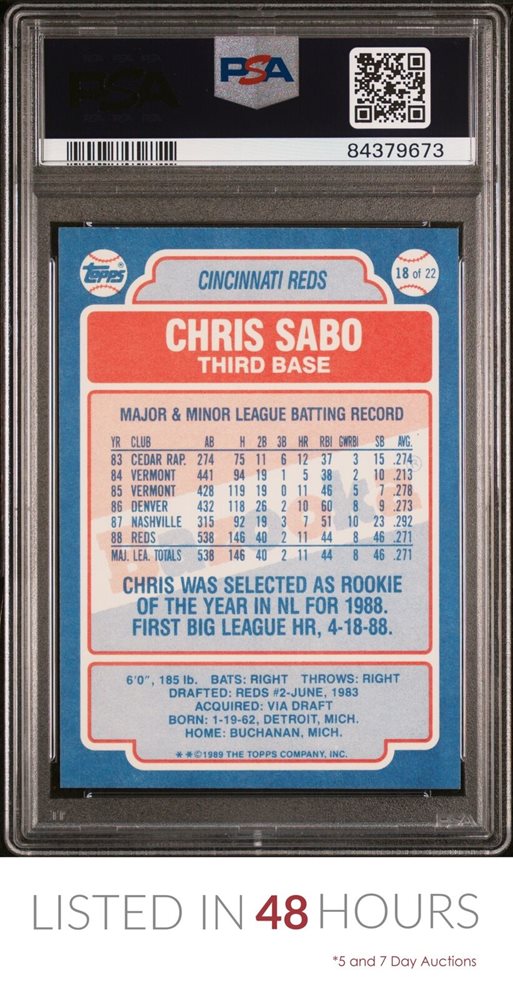 PSA
84379673
Topps®
CINCINNATI REDS
18 of 22
CHRIS SABO
THIRD BASE
MAJOR & MINOR LEAGUE BATTING RECORD
YR CLUB AB H 2B 3B HR RBI GWRBI SB AVG.
83 CEDAR RAP. 274 75 11 6 12 37 3 15 .274
84 VERMONT 441 94 19 1 5 38 2 10 .213
85 VERMONT 428 119 19 0 11 46 5 7 .278
86 DENVER 432 118 26 2 10 60 8 9 .273
87 NASHVILLE 315 92 19 3 7 51 10 23 .292
88 REDS 538 146 40 2 11 44 8 46 .271
MAJ. LEA. TOTALS 538 146 40 2 11 44 8 46 .271
CHRIS WAS SELECTED AS ROOKIE
OF THE YEAR IN NL FOR 1988.
FIRST BIG LEAGUE HR, 4-18-88.
6'0", 185 lb. BATS: RIGHT THROWS: RIGHT
DRAFTED: REDS #2-JUNE, 1983
ACQUIRED: VIA DRAFT
BORN: 1-19-62, DETROIT, MICH.
HOME: BUCHANAN, MICH.
**©1989 THE TOPPS COMPANY, INC.
PSA
LISTED IN 48 HOURS
*5 and 7 Day Auctions